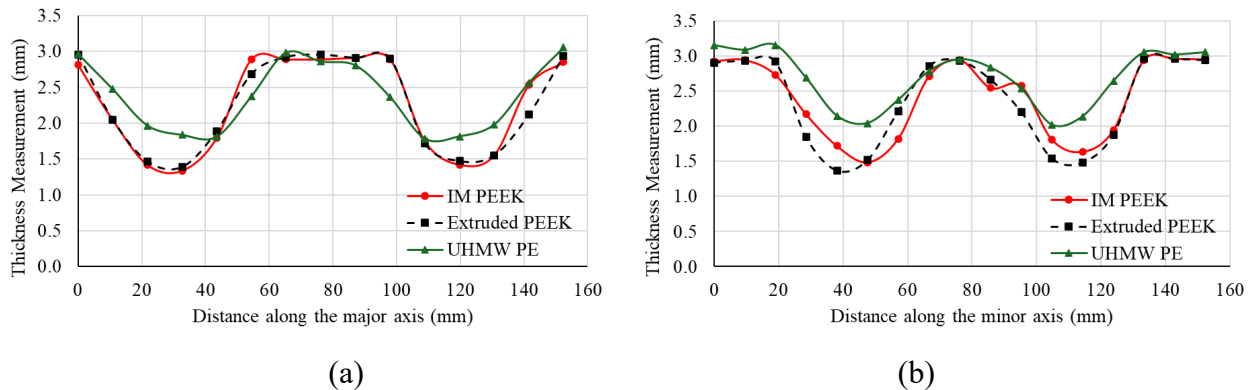 3.5
3.0
2.5
2.0
1.5
1.0
0.5
0.0
Thickness Measurement (mm)
IM PEEK
Extruded PEEK
UHMW PE
0 20 40 60 80 100 120 140 160
Distance along the major axis (mm)
(a)
3.5
3.0
2.5
2.0
1.5
1.0
0.5
0.0
Thickness Measurement (mm)
IM PEEK
Extruded PEEK
UHMW PE
0 20 40 60 80 100 120 140 160
Distance along the minor axis (mm)
(b)